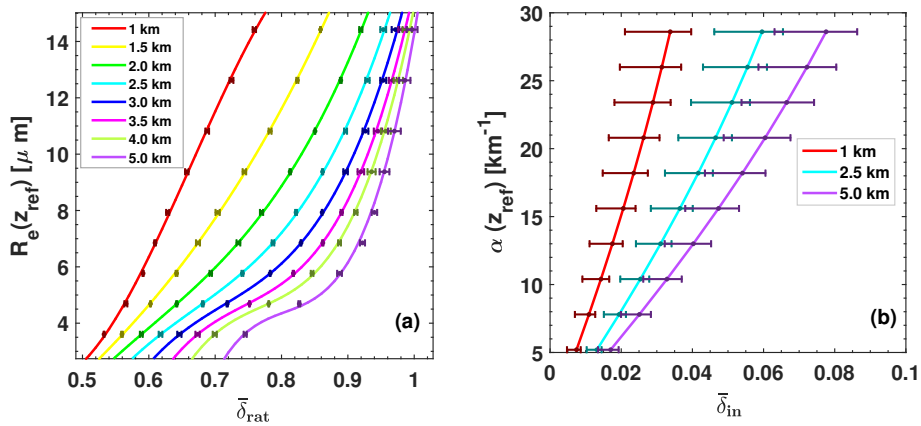 R_e(z_ref) [μ m]
14
12
10
8
6
4
1 km
1.5 km
2.0 km
2.5 km
3.0 km
3.5 km
4.0 km
5.0 km
(a)
0.5 0.6 0.7 0.8 0.9 1
δ̄_rat
α (z_ref) [km⁻¹]
30
25
20
15
10
5
1 km
2.5 km
5.0 km
(b)
0 0.02 0.04 0.06 0.08 0.1
δ̄_in